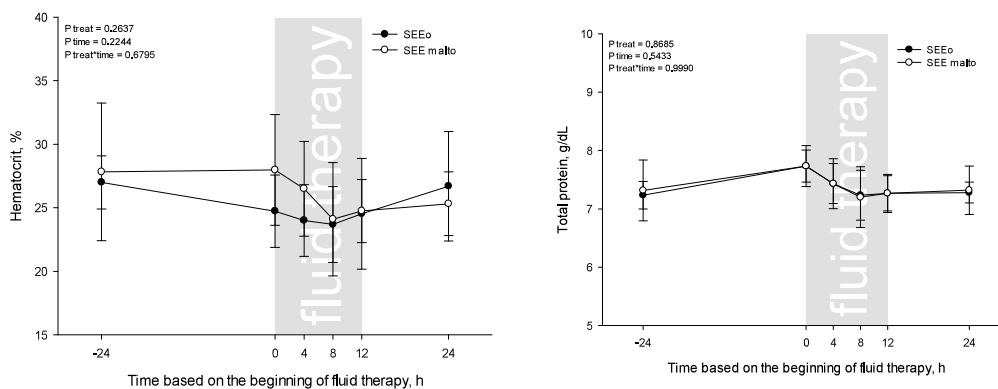 40
35
30
25
20
15
Hematocrit, %
P treat = 0.2637
P time = 0.2244
P treat*time = 0.6795
SEEo
SEE malto
fluid therapy
-24 0 4 8 12 24
Time based on the beginning of fluid therapy, h
10
9
8
7
6
5
Total protein, g/dL
P treat = 0.8685
P time = 0.5433
P treat*time = 0.9990
SEEo
SEE malto
fluid therapy
-24 0 4 8 12 24
Time based on the beginning of fluid therapy, h